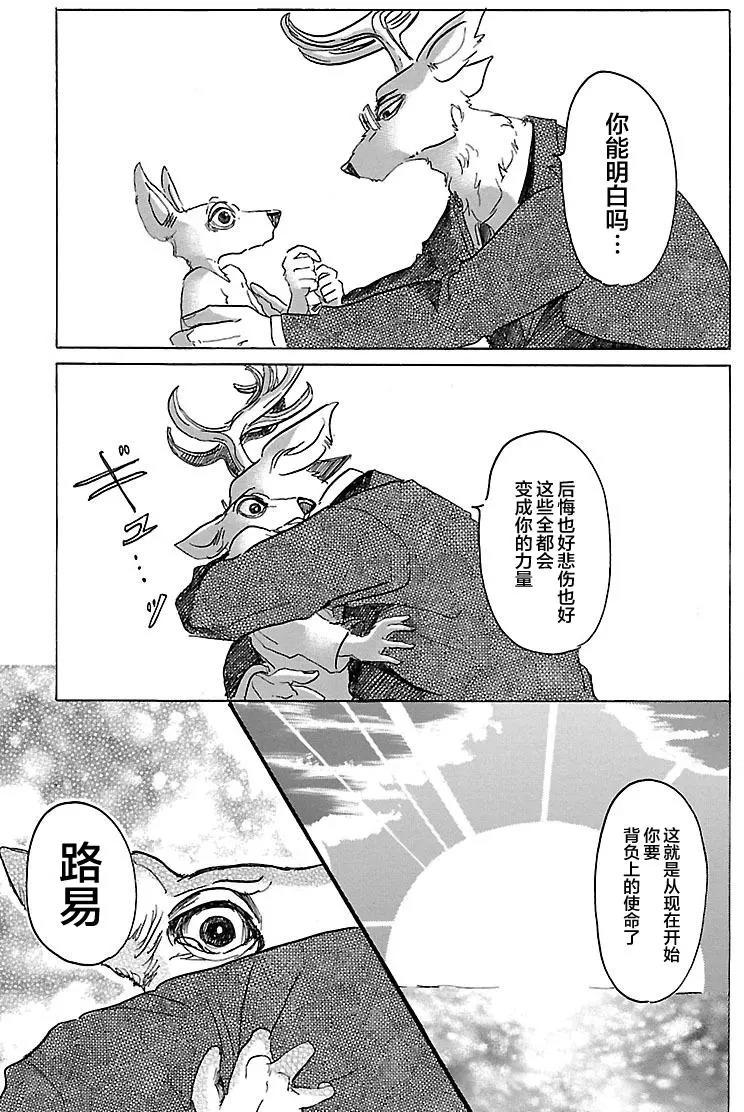 你能明白吗…
后悔也好悲伤也好
这些全都会
变成你的力量
ギュ…ッ
这就是从现在开始
你要
背负上的使命了
路易